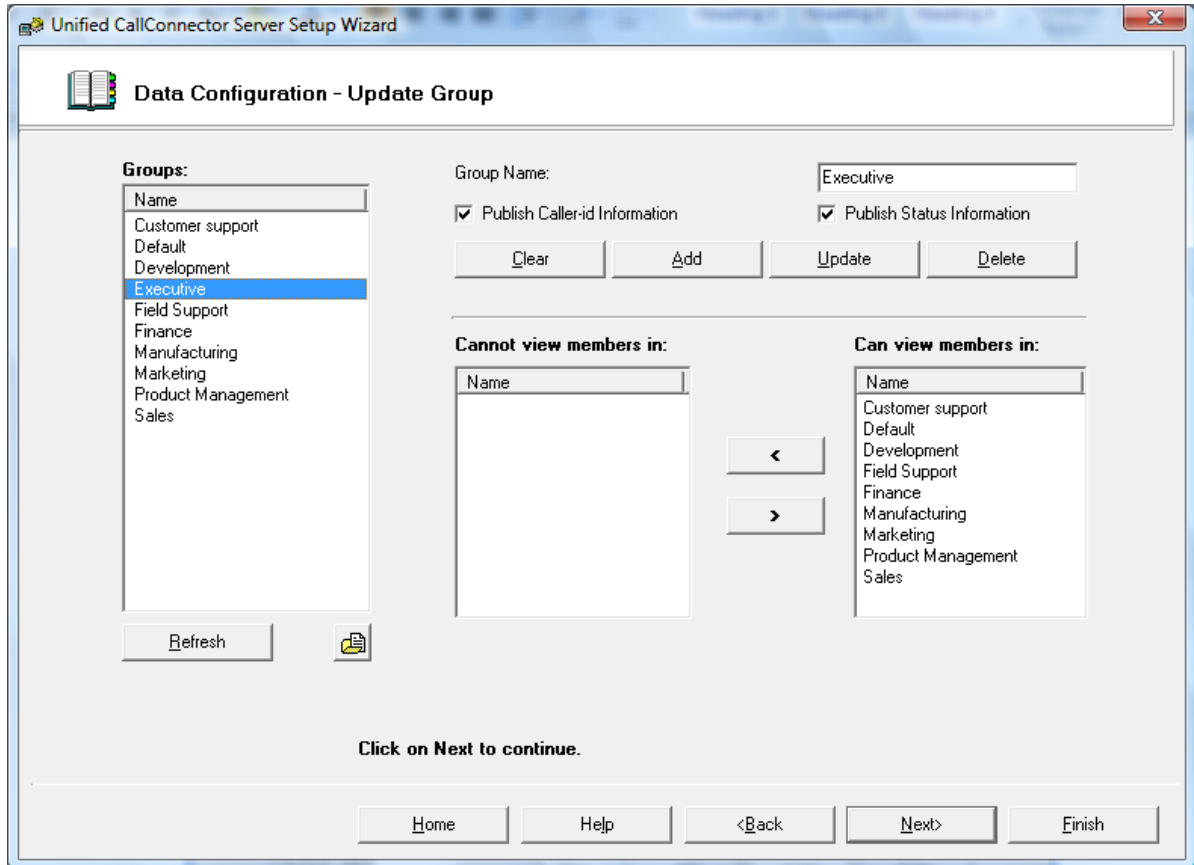 Unified CallConnector Server Setup Wizard
Data Configuration - Update Group
Groups:
Name
Customer support
Default
Development
Executive
Field Support
Finance
Manufacturing
Marketing
Product Management
Sales
Refresh
Group Name:
Executive
Publish Caller-id Information
Publish Status Information
Clear
Add
Update
Delete
Cannot view members in:
Name
<
>
Can view members in:
Name
Customer support
Default
Development
Field Support
Finance
Manufacturing
Marketing
Product Management
Sales
Click on Next to continue.
Home
Help
<Back
Next>
Finish